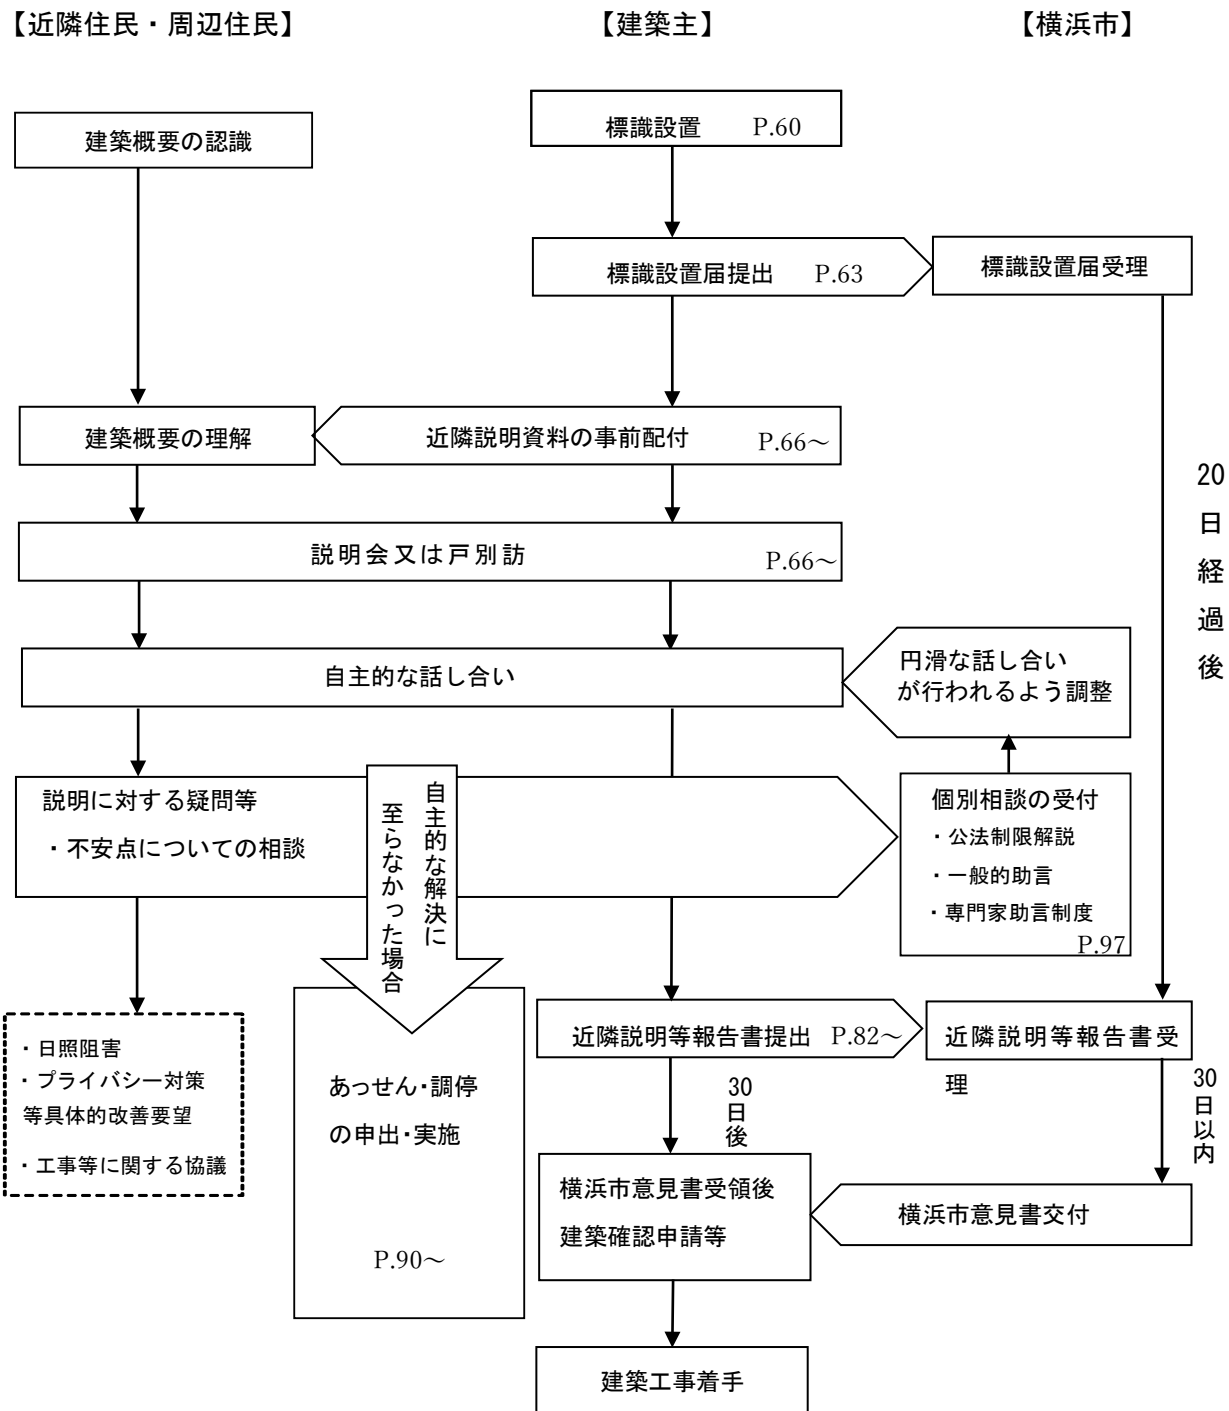 【近隣住民・周辺住民】
【建築主】
【横浜市】
標識設置 P.60
建築概要の認識
標識設置届提出 P.63
標識設置届受理
建築概要の理解
近隣説明資料の事前配付 P.66～
説明会又は戸別訪 P.66～
20日経過後
自主的な話し合い
円滑な話し合い
が行われるよう調整
説明に対する疑問等
・不安点についての相談
自主的な解決に
至らなかった場合
個別相談の受付
・公法制限解説
・一般的助言
・専門家助言制度
P.97
・日照阻害
・プライバシー対策
等具体的改善要望
・工事等に関する協議
あっせん・調停
の申出・実施
P.90～
近隣説明等報告書提出 P.82～
近隣説明等報告書受
理
30日後
30日以内
横浜市意見書受領後
建築確認申請等
横浜市意見書交付
建築工事着手